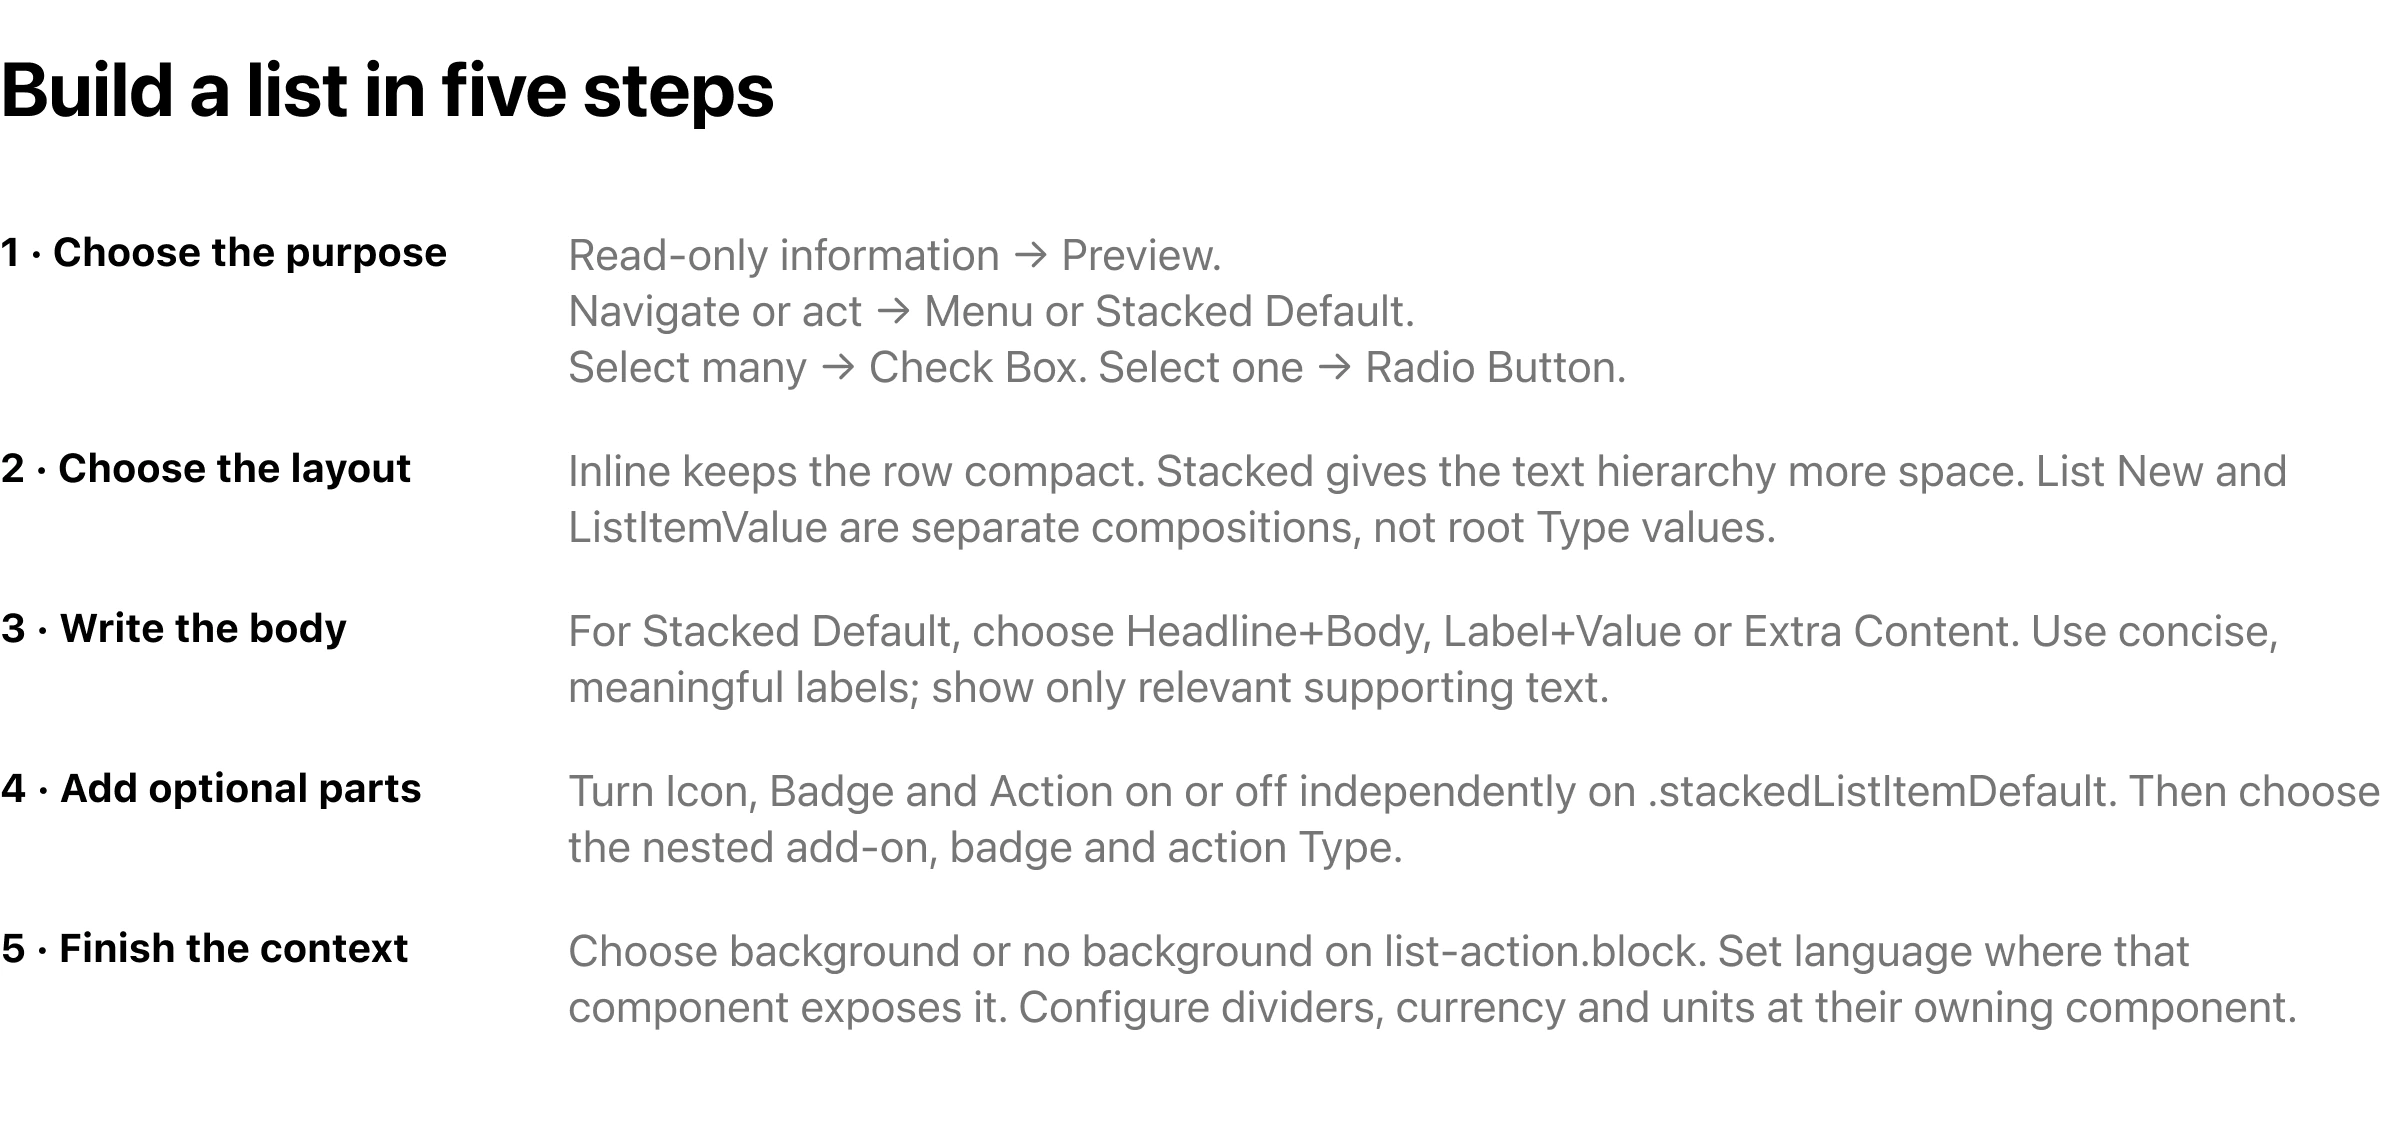 Build a list in five steps
1 · Choose the purpose
Read-only information → Preview.
Navigate or act → Menu or Stacked Default.
Select many → Check Box. Select one → Radio Button.
2 · Choose the layout
Inline keeps the row compact. Stacked gives the text hierarchy more space. List New and
ListItemValue are separate compositions, not root Type values.
3 · Write the body
For Stacked Default, choose Headline+Body, Label+Value or Extra Content. Use concise,
meaningful labels; show only relevant supporting text.
4 · Add optional parts
Turn Icon, Badge and Action on or off independently on .stackedListItemDefault. Then choose
the nested add-on, badge and action Type.
5 · Finish the context
Choose background or no background on list-action.block. Set language where that
component exposes it. Configure dividers, currency and units at their owning component.